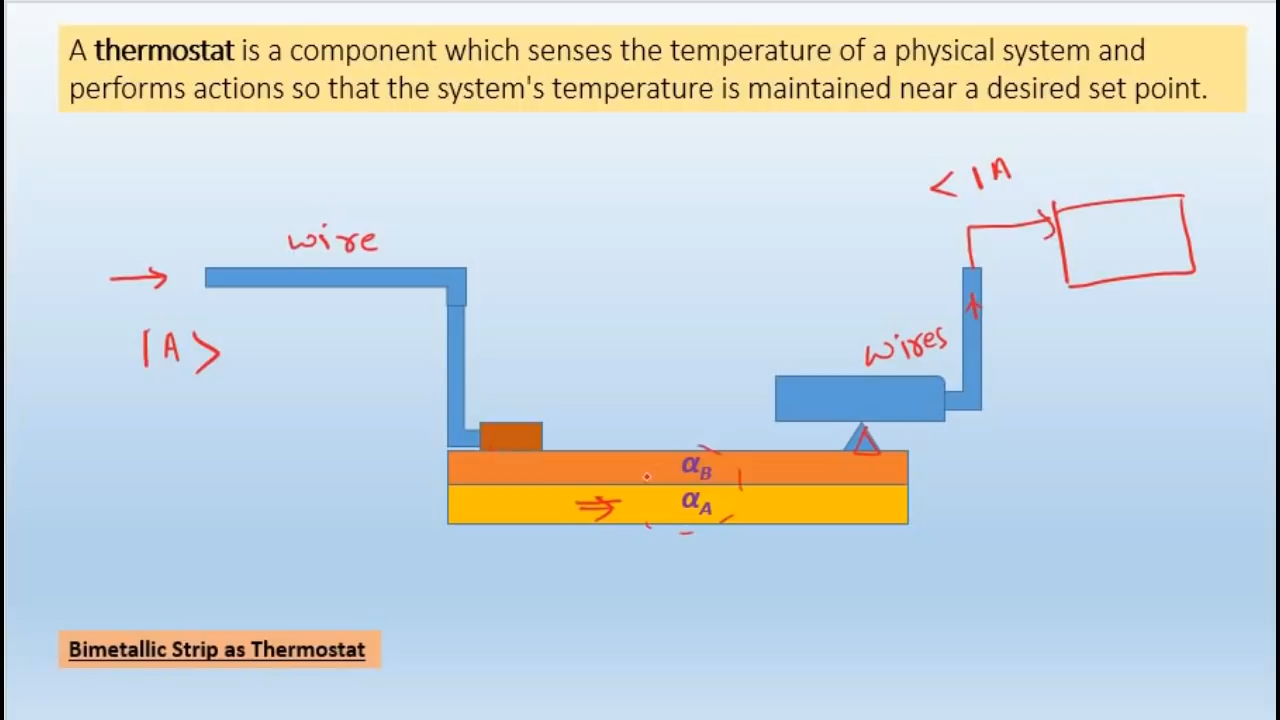 A thermostat is a component which senses the temperature of a physical system and
performs actions so that the system's temperature is maintained near a desired set point.
< 1A
wire
1A >
wires
αB
αA
Bimetallic Strip as Thermostat